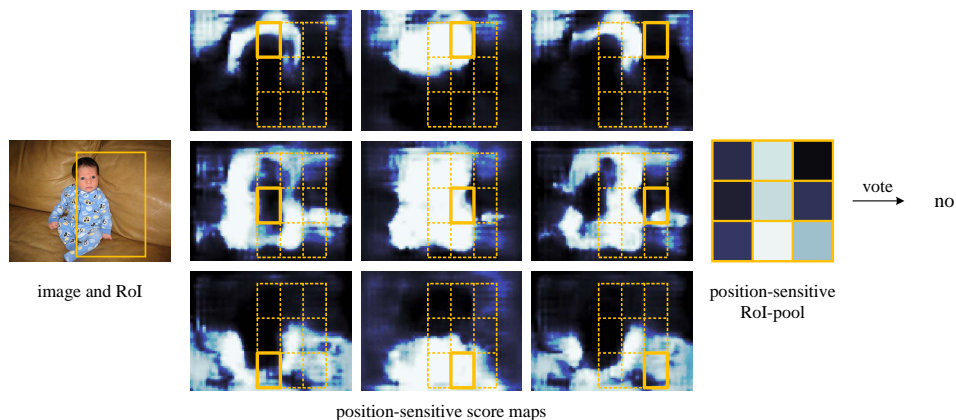 image and RoI
position-sensitive score maps
position-sensitive
RoI-pool
vote
no